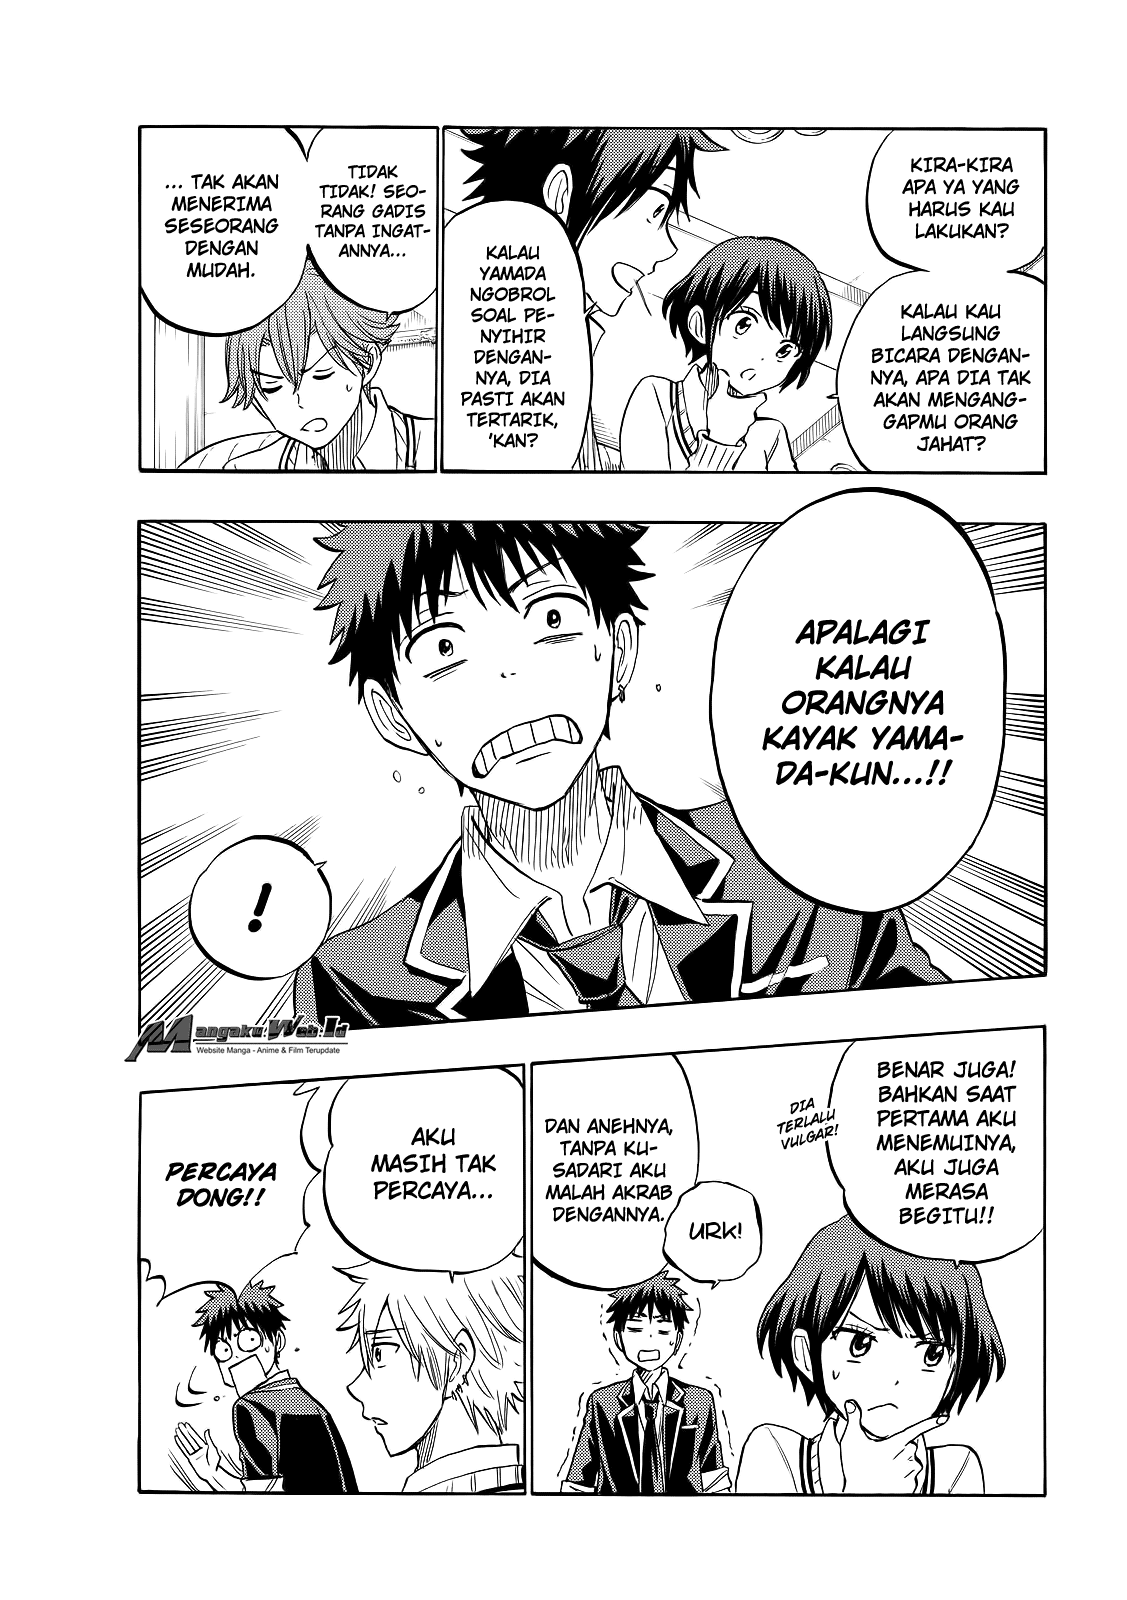 KIRA-KIRA
APA YA YANG
HARUS KAU
LAKUKAN?
KALAU KAU
LANGSUNG
BICARA DENGAN-
NYA, APA DIA TAK
AKAN MENGANG-
GAPMU ORANG
JAHAT?
KALAU
YAMADA
NGOBROL
SOAL PE-
NYIHIR
DENGAN-
NYA, DIA
PASTI AKAN
TERTARIK,
'KAN?
TIDAK
TIDAK! SEO-
RANG GADIS
TANPA INGAT-
ANNYA...
... TAK AKAN
MENERIMA
SESEORANG
DENGAN
MUDAH.
APALAGI
KALAU
ORANGNYA
KAYAK YAMA-
DA-KUN...!!
!
Mangaku.Web.Id
Website Manga - Anime & Film Terupdate
BENAR JUGA!
BAHKAN SAAT
PERTAMA AKU
MENEMUINYA,
AKU JUGA
MERASA
BEGITU!!
DIA
TERLALU
VULGAR!
DAN ANEHNYA,
TANPA KU-
SADARI AKU
MALAH AKRAB
DENGANNYA.
URK!
AKU
MASIH TAK
PERCAYA...
PERCAYA
DONG!!